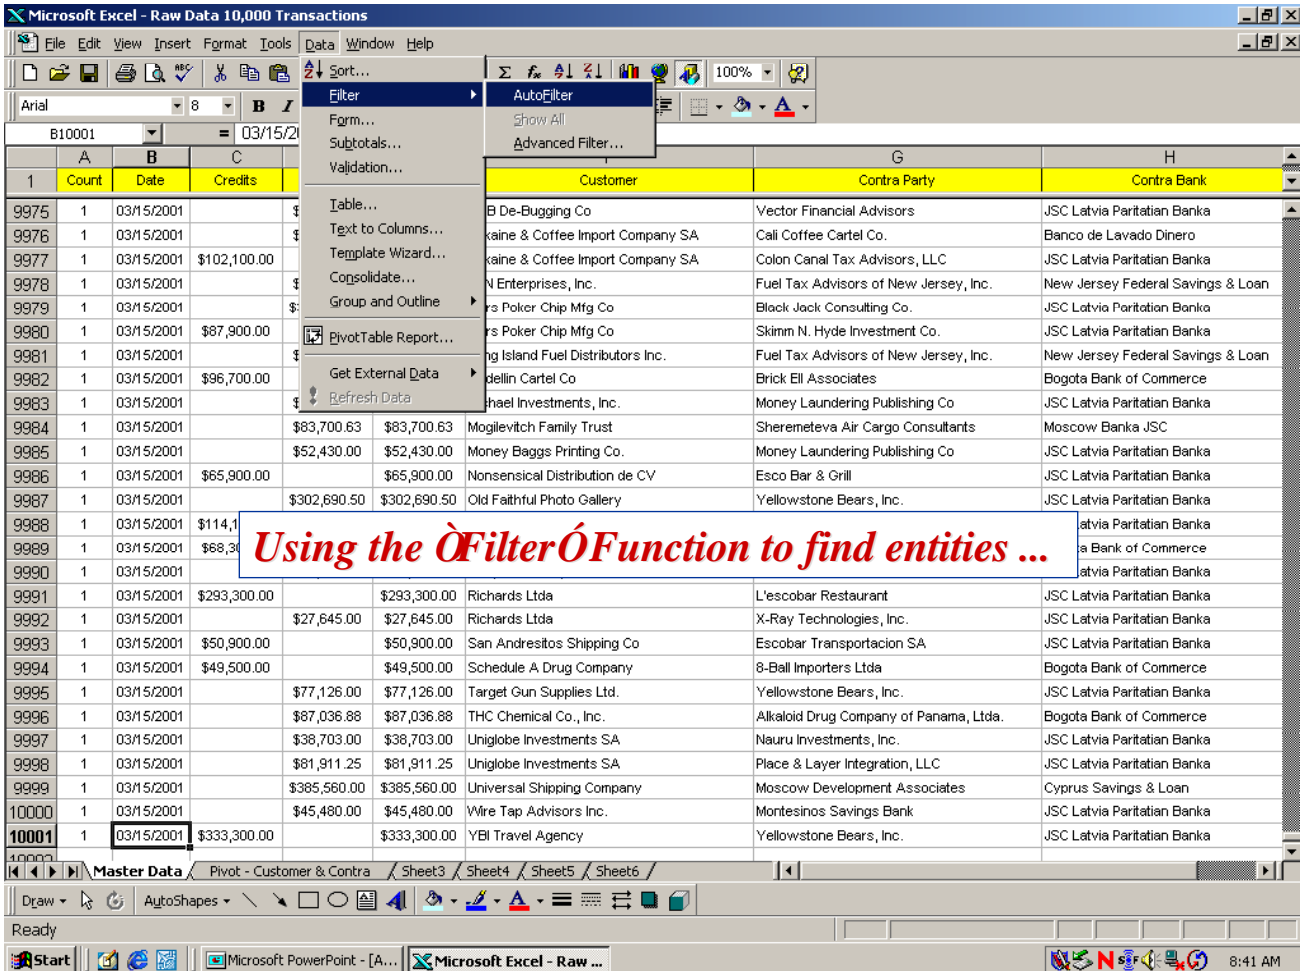 Microsoft Excel - Raw Data 10,000 Transactions
File Edit View Insert Format Tools Data Window Help
100%
Arial 8 B I
B10001 = 03/15/2
Sort...
Filter
Form...
Subtotals...
Validation...
Table...
Text to Columns...
Template Wizard...
Consolidate...
Group and Outline
PivotTable Report...
Get External Data
Refresh Data
AutoFilter
Show All
Advanced Filter...
A B C G H
1 Count Date Credits Customer Contra Party Contra Bank
9975 1 03/15/2001 $ B De-Bugging Co Vector Financial Advisors JSC Latvia Paritatian Banka
9976 1 03/15/2001 $ kaine & Coffee Import Company SA Cali Coffee Cartel Co. Banco de Lavado Dinero
9977 1 03/15/2001 $102,100.00 kaine & Coffee Import Company SA Colon Canal Tax Advisors, LLC JSC Latvia Paritatian Banka
9978 1 03/15/2001 $ N Enterprises, Inc. Fuel Tax Advisors of New Jersey, Inc. New Jersey Federal Savings & Loan
9979 1 03/15/2001 $ rs Poker Chip Mfg Co Black Jack Consulting Co. JSC Latvia Paritatian Banka
9980 1 03/15/2001 $87,900.00 rs Poker Chip Mfg Co Skimm N. Hyde Investment Co. JSC Latvia Paritatian Banka
9981 1 03/15/2001 $ ng Island Fuel Distributors Inc. Fuel Tax Advisors of New Jersey, Inc. New Jersey Federal Savings & Loan
9982 1 03/15/2001 $96,700.00 dellin Cartel Co Brick Ell Associates Bogota Bank of Commerce
9983 1 03/15/2001 $ chael Investments, Inc. Money Laundering Publishing Co JSC Latvia Paritatian Banka
9984 1 03/15/2001 $83,700.63 $83,700.63 Mogilevitch Family Trust Sheremeteva Air Cargo Consultants Moscow Banka JSC
9985 1 03/15/2001 $52,430.00 $52,430.00 Money Baggs Printing Co. Money Laundering Publishing Co JSC Latvia Paritatian Banka
9986 1 03/15/2001 $65,900.00 $65,900.00 Nonsensical Distribution de CV Esco Bar & Grill JSC Latvia Paritatian Banka
9987 1 03/15/2001 $302,690.50 $302,690.50 Old Faithful Photo Gallery Yellowstone Bears, Inc. JSC Latvia Paritatian Banka
9988 1 03/15/2001 $114,1 atvia Paritatian Banka
Using the ÒFilterÓ Function to find entities ...
9989 1 03/15/2001 $68,30 a Bank of Commerce
9990 1 03/15/2001 atvia Paritatian Banka
9991 1 03/15/2001 $293,300.00 $293,300.00 Richards Ltda L'escobar Restaurant JSC Latvia Paritatian Banka
9992 1 03/15/2001 $27,645.00 $27,645.00 Richards Ltda X-Ray Technologies, Inc. JSC Latvia Paritatian Banka
9993 1 03/15/2001 $50,900.00 $50,900.00 San Andresitos Shipping Co Escobar Transportacion SA JSC Latvia Paritatian Banka
9994 1 03/15/2001 $49,500.00 $49,500.00 Schedule A Drug Company 8-Ball Importers Ltda Bogota Bank of Commerce
9995 1 03/15/2001 $77,126.00 $77,126.00 Target Gun Supplies Ltd. Yellowstone Bears, Inc. JSC Latvia Paritatian Banka
9996 1 03/15/2001 $87,036.88 $87,036.88 THC Chemical Co., Inc. Alkaloid Drug Company of Panama, Ltda. Bogota Bank of Commerce
9997 1 03/15/2001 $38,703.00 $38,703.00 Uniglobe Investments SA Nauru Investments, Inc. JSC Latvia Paritatian Banka
9998 1 03/15/2001 $81,911.25 $81,911.25 Uniglobe Investments SA Place & Layer Integration, LLC JSC Latvia Paritatian Banka
9999 1 03/15/2001 $385,560.00 $385,560.00 Universal Shipping Company Moscow Development Associates Cyprus Savings & Loan
10000 1 03/15/2001 $45,480.00 $45,480.00 Wire Tap Advisors Inc. Montesinos Savings Bank JSC Latvia Paritatian Banka
10001 1 03/15/2001 $333,300.00 $333,300.00 YBI Travel Agency Yellowstone Bears, Inc. JSC Latvia Paritatian Banka
Master Data Pivot - Customer & Contra Sheet3 Sheet4 Sheet5 Sheet6
Draw AutoShapes
Ready
Start Microsoft PowerPoint - [A... Microsoft Excel - Raw ... 8:41 AM